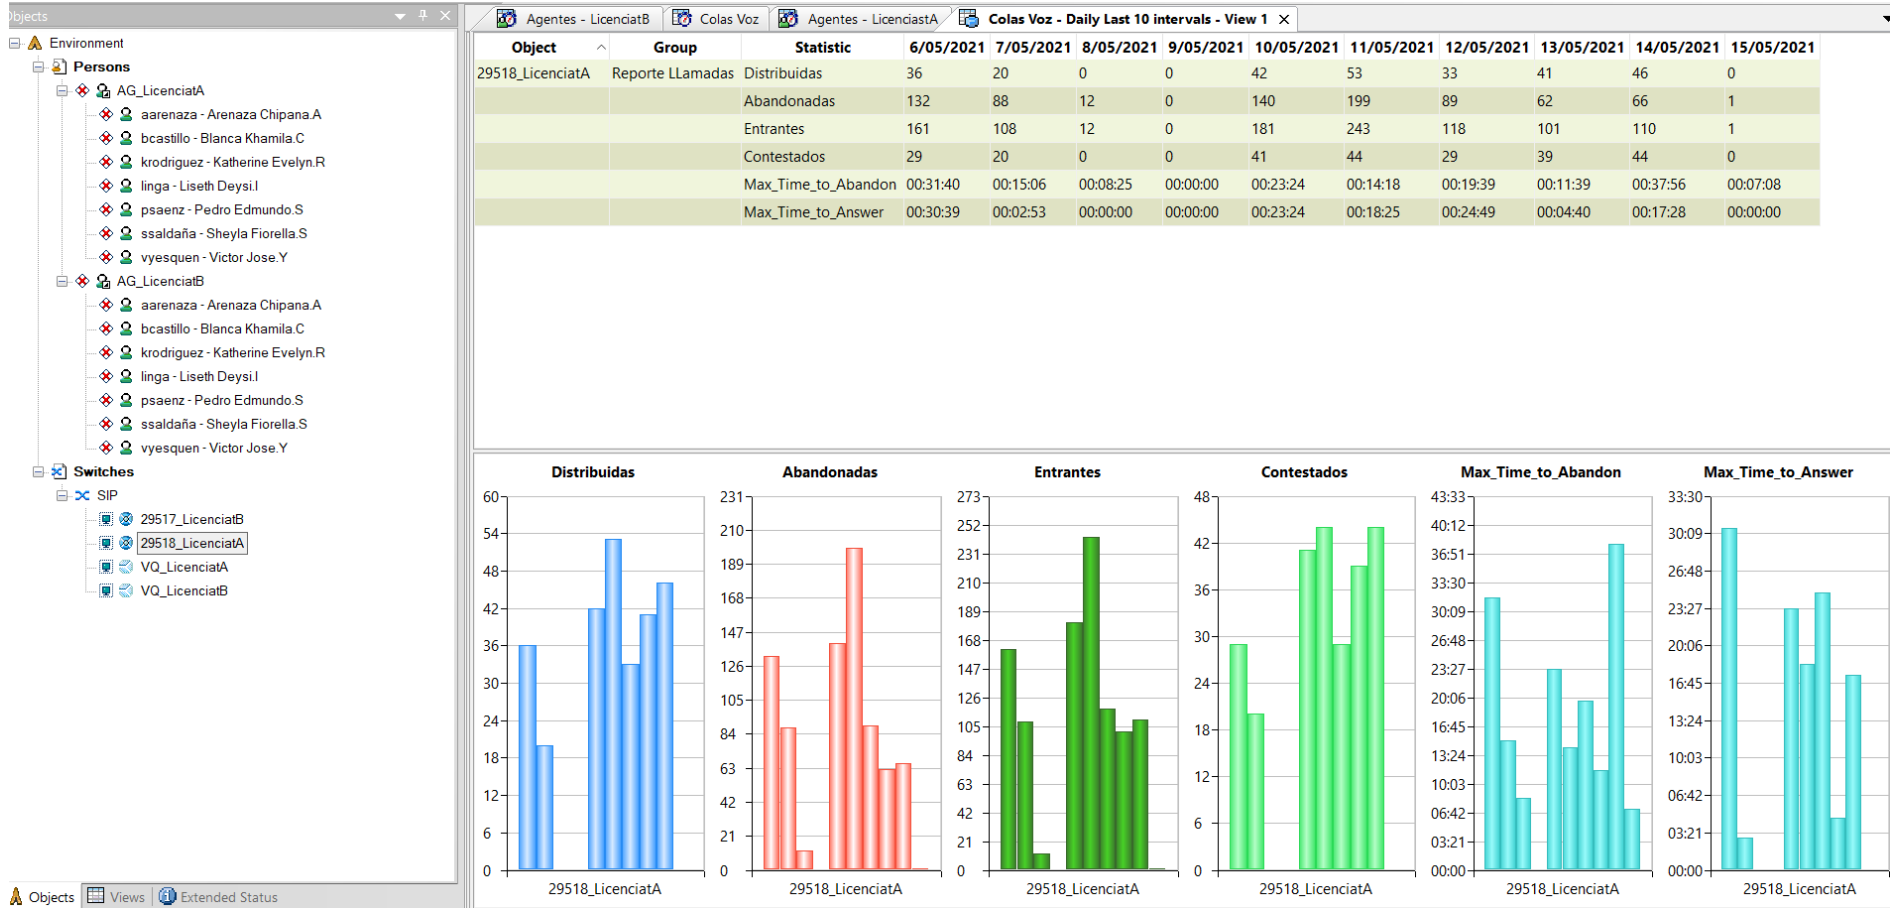 Objects
Environment
Persons
AG_LicenciatA
aarenaza - Arenaza Chipana.A
bcastillo - Blanca Khamila.C
krodriguez - Katherine Evelyn.R
linga - Liseth Deysi.I
psaenz - Pedro Edmundo.S
ssaldaña - Sheyla Fiorella.S
vyesquen - Victor Jose.Y
AG_LicenciatB
aarenaza - Arenaza Chipana.A
bcastillo - Blanca Khamila.C
krodriguez - Katherine Evelyn.R
linga - Liseth Deysi.I
psaenz - Pedro Edmundo.S
ssaldaña - Sheyla Fiorella.S
vyesquen - Victor Jose.Y
Switches
SIP
29517_LicenciatB
29518_LicenciatA
VQ_LicenciatA
VQ_LicenciatB
Objects Views Extended Status
Agentes - LicenciatB Colas Voz Agentes - LicenciastA Colas Voz - Daily Last 10 intervals - View 1
Object Group Statistic 6/05/2021 7/05/2021 8/05/2021 9/05/2021 10/05/2021 11/05/2021 12/05/2021 13/05/2021 14/05/2021 15/05/2021
29518_LicenciatA Reporte LLamadas Distribuidas 36 20 0 0 42 53 33 41 46 0
Abandonadas 132 88 12 0 140 199 89 62 66 1
Entrantes 161 108 12 0 181 243 118 101 110 1
Contestados 29 20 0 0 41 44 29 39 44 0
Max_Time_to_Abandon 00:31:40 00:15:06 00:08:25 00:00:00 00:23:24 00:14:18 00:19:39 00:11:39 00:37:56 00:07:08
Max_Time_to_Answer 00:30:39 00:02:53 00:00:00 00:00:00 00:23:24 00:18:25 00:24:49 00:04:40 00:17:28 00:00:00
Distribuidas
60
54
48
42
36
30
24
18
12
6
0
29518_LicenciatA
Abandonadas
231
210
189
168
147
126
105
84
63
42
21
0
29518_LicenciatA
Entrantes
273
252
231
210
189
168
147
126
105
84
63
42
21
0
29518_LicenciatA
Contestados
48
42
36
30
24
18
12
6
0
29518_LicenciatA
Max_Time_to_Abandon
43:33
40:12
36:51
33:30
30:09
26:48
23:27
20:06
16:45
13:24
10:03
06:42
03:21
00:00
29518_LicenciatA
Max_Time_to_Answer
33:30
30:09
26:48
23:27
20:06
16:45
13:24
10:03
06:42
03:21
00:00
29518_LicenciatA